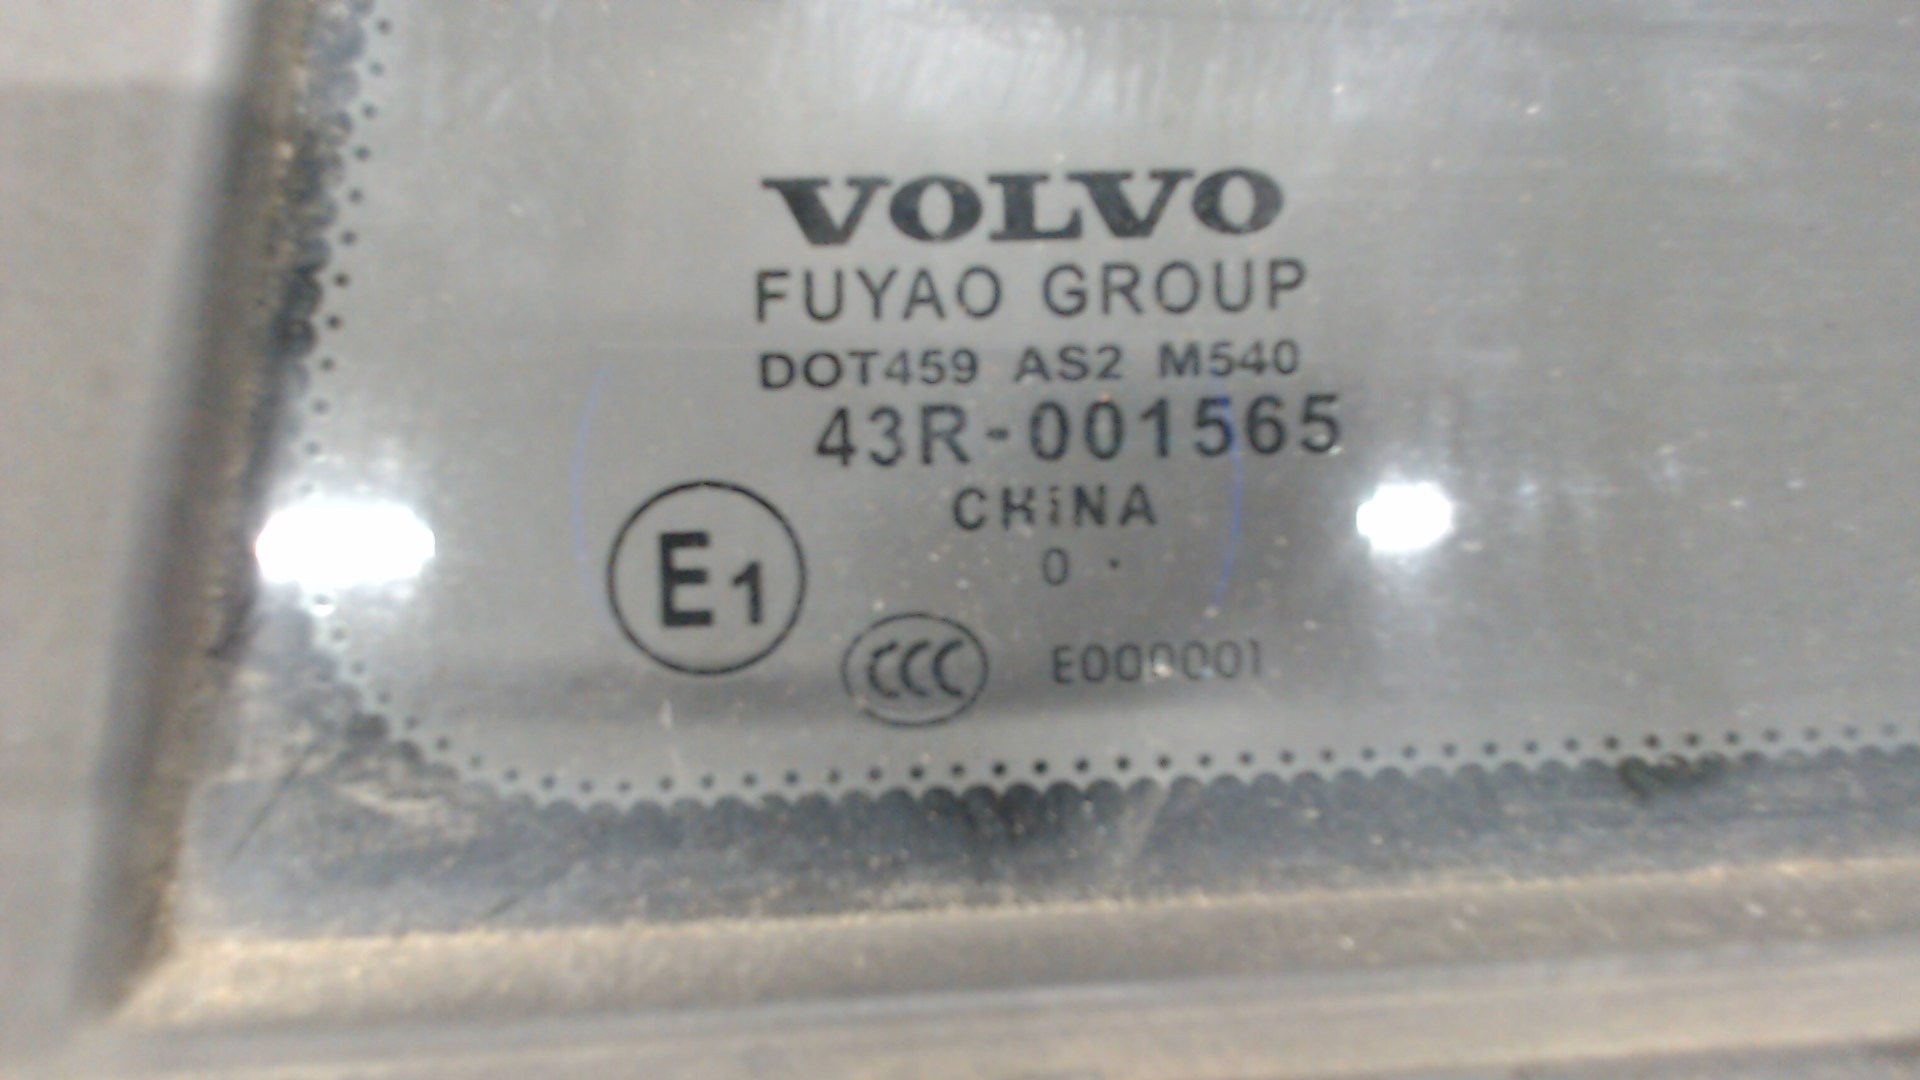 VOLVO
FUYAO GROUP
DOT459 AS2 M540
43R-001565
CHiNA
0 .
E1
CCC E000001